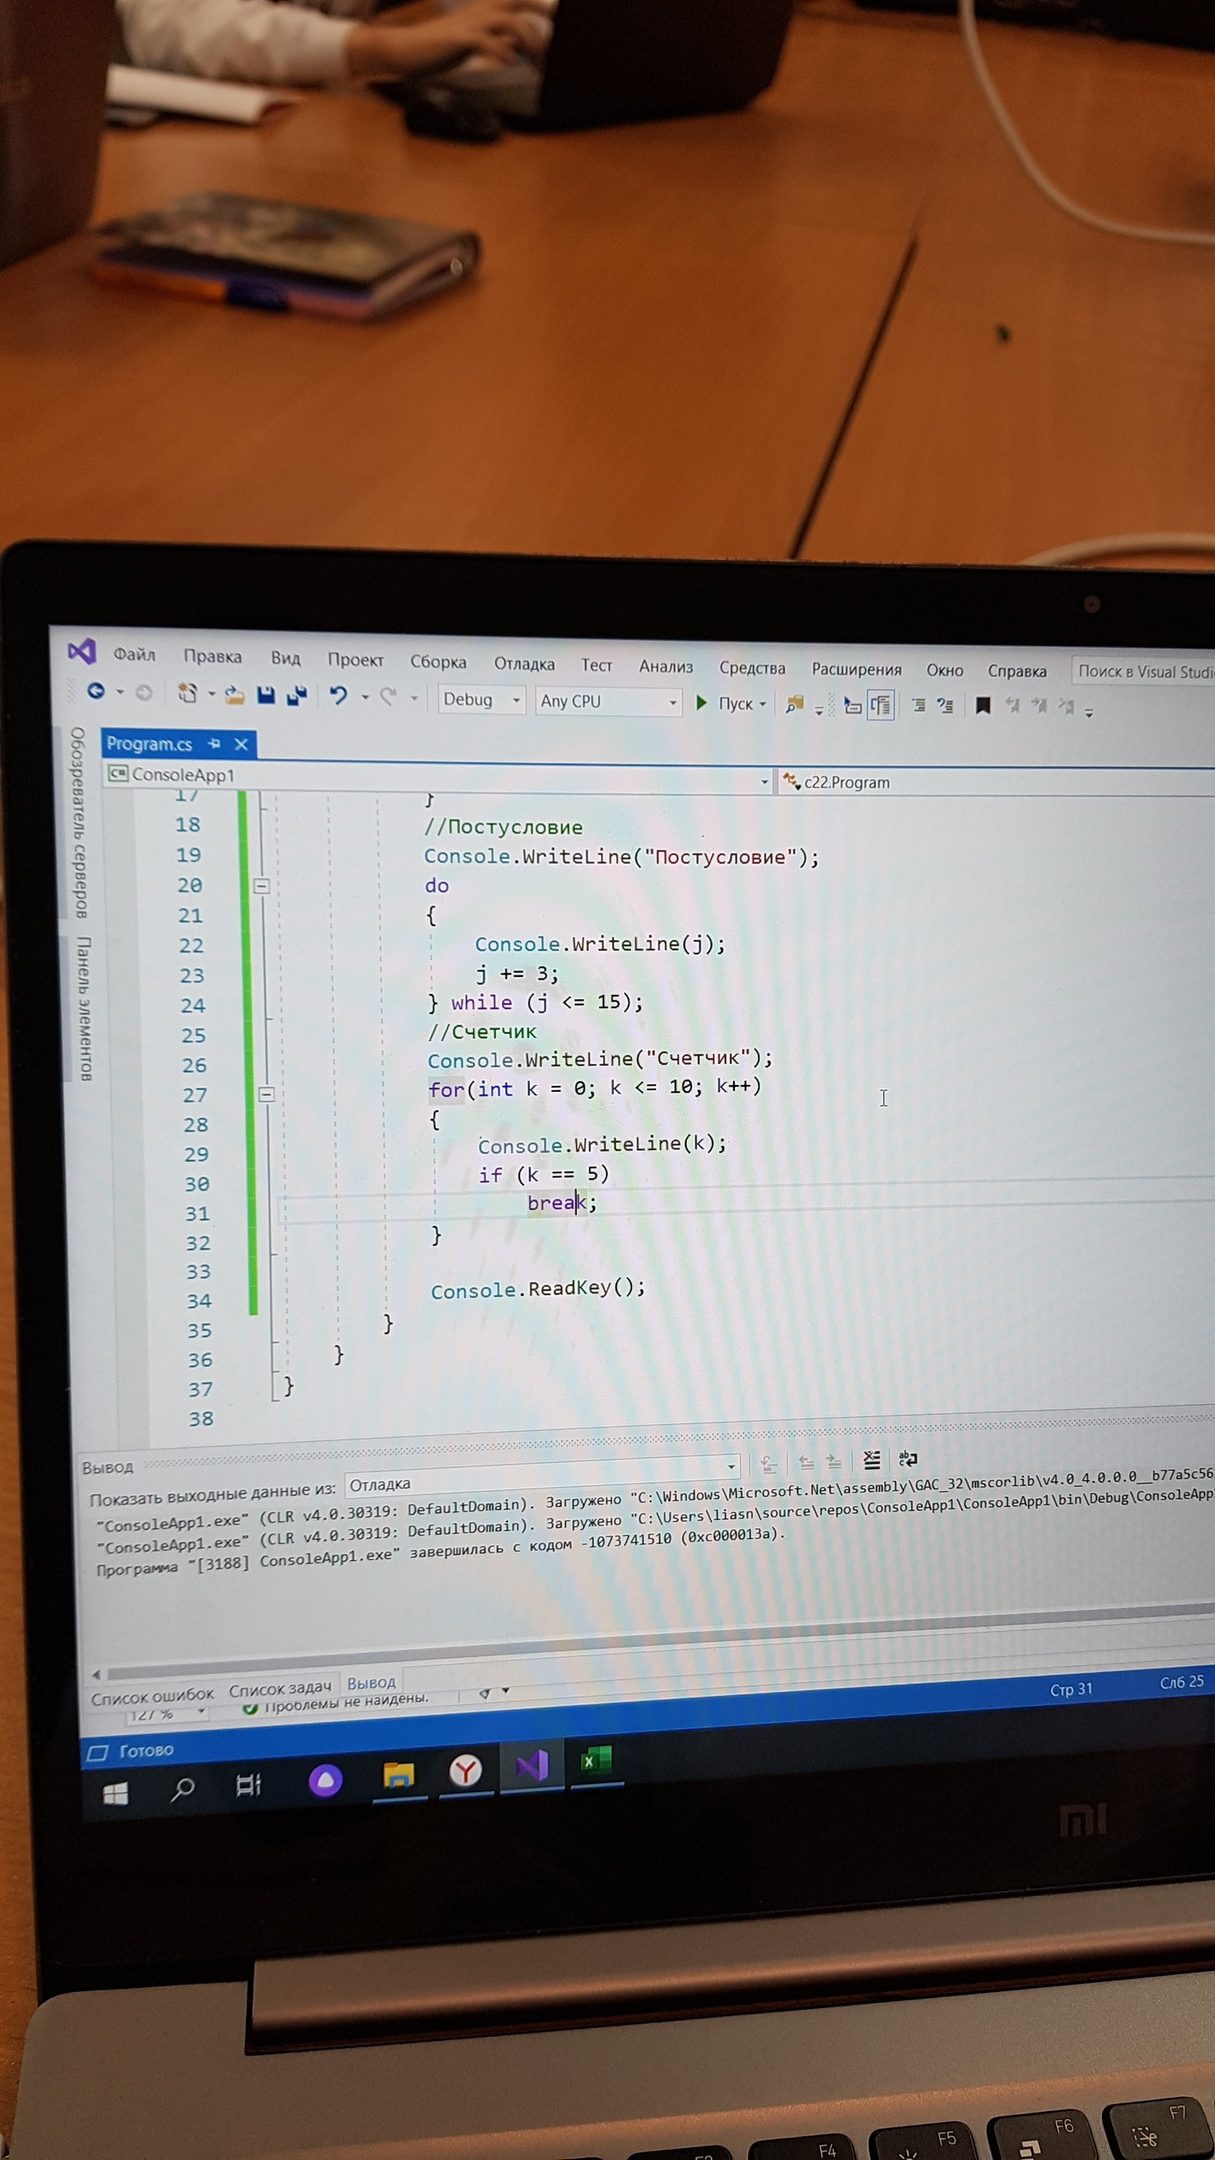 Файл Правка Вид Проект Сборка Отладка Тест Анализ Средства Расширения Окно Справка Поиск в Visual Studi
Debug Any CPU Пуск
Обозреватель серверов
Панель элементов
Program.cs
C# ConsoleApp1 c22.Program
17 }
18 //Постусловие
19 Console.WriteLine("Постусловие");
20 do
21 {
22 Console.WriteLine(j);
23 j += 3;
24 } while (j <= 15);
25 //Счетчик
26 Console.WriteLine("Счетчик");
27 for(int k = 0; k <= 10; k++)
28 {
29 Console.WriteLine(k);
30 if (k == 5)
31 break;
32 }
33
34 Console.ReadKey();
35 }
36 }
37 }
38
Вывод
Показать выходные данные из: Отладка
"ConsoleApp1.exe" (CLR v4.0.30319: DefaultDomain). Загружено "C:\Windows\Microsoft.Net\assembly\GAC_32\mscorlib\v4.0_4.0.0.0__b77a5c56
"ConsoleApp1.exe" (CLR v4.0.30319: DefaultDomain). Загружено "C:\Users\liasn\source\repos\ConsoleApp1\ConsoleApp1\bin\Debug\ConsoleApp
Программа "[3188] ConsoleApp1.exe" завершилась с кодом -1073741510 (0xc000013a).
Список ошибок Список задач Вывод
127 % Проблемы не найдены.
Стр 31 Слб 25
Готово
mi
F4 F5 F6 F7